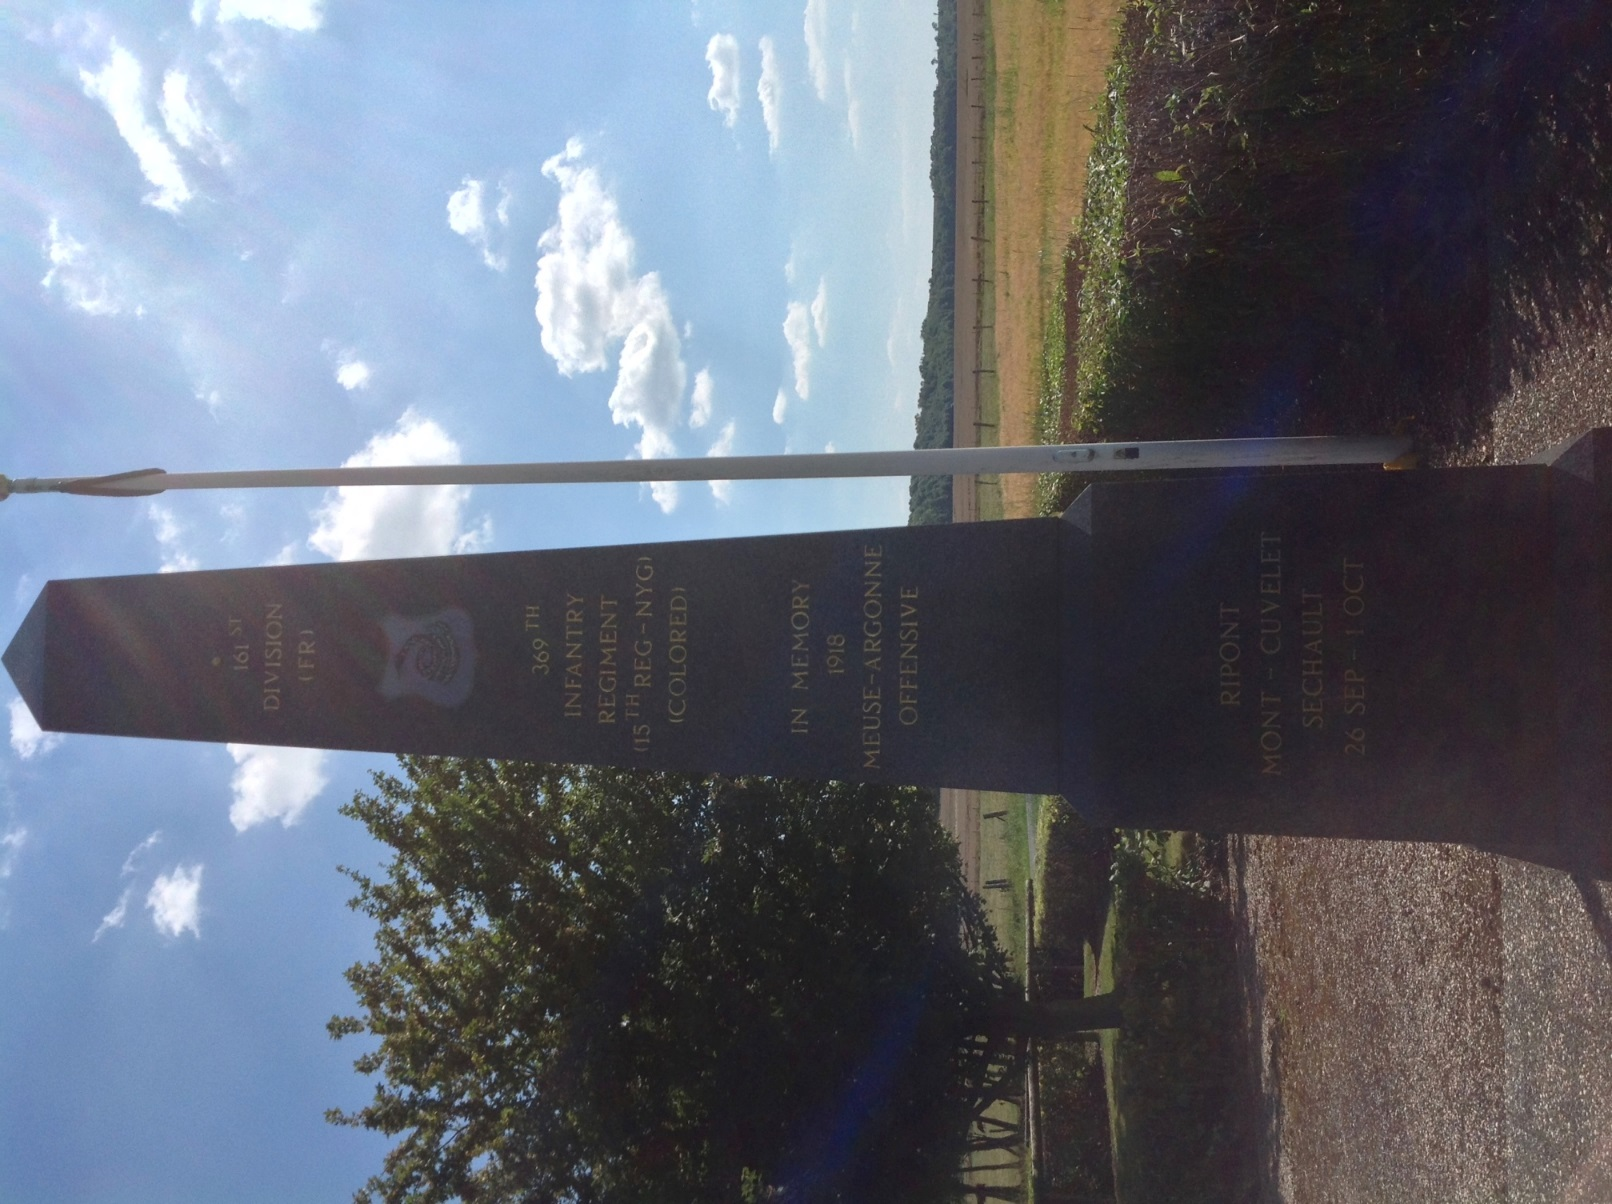 161 ST
DIVISION
(FR)
369 TH
INFANTRY
REGIMENT
(15 TH REG-NYG)
(COLORED)
IN MEMORY
1918
MEUSE-ARGONNE
OFFENSIVE
RIPONT
MONT-CUVELET
SECHAULT
26 SEP-1 OCT